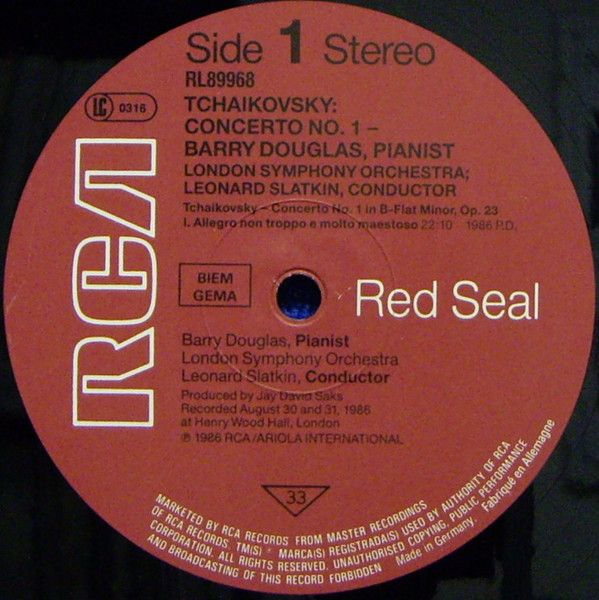 Side 1 Stereo
RL89968
LC 0316
TCHAIKOVSKY:
CONCERTO NO. 1 –
BARRY DOUGLAS, PIANIST
LONDON SYMPHONY ORCHESTRA;
LEONARD SLATKIN, CONDUCTOR
Tchaikovsky – Concerto No. 1 in B-Flat Minor, Op. 23
I. Allegro non troppo e molto maestoso 22:10 1986 P.D.
RCA
BIEM
GEMA
Red Seal
Barry Douglas, Pianist
London Symphony Orchestra
Leonard Slatkin, Conductor
Produced by Jay David Saks
Recorded August 30 and 31, 1986
at Henry Wood Hall, London
℗ 1986 RCA/ARIOLA INTERNATIONAL
33
MARKETED BY RCA RECORDS FROM MASTER RECORDINGS
OF RCA RECORDS. TM(S) * MARCA(S) REGISTRADA(S) USED BY AUTHORITY OF RCA
CORPORATION. ALL RIGHTS RESERVED. UNAUTHORISED COPYING, PUBLIC PERFORMANCE
AND BROADCASTING OF THIS RECORD FORBIDDEN
Made in Germany. Fabriqué en Allemagne